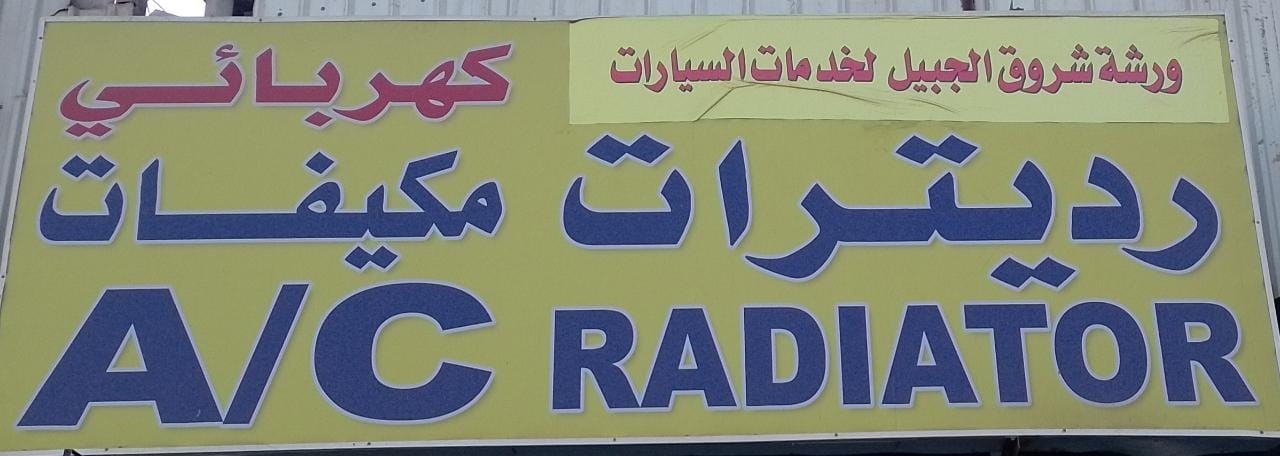 ورشة شروق الجبيل لخدمات السيارات
كهربائي
رديترات
مكيفات
A/C RADIATOR